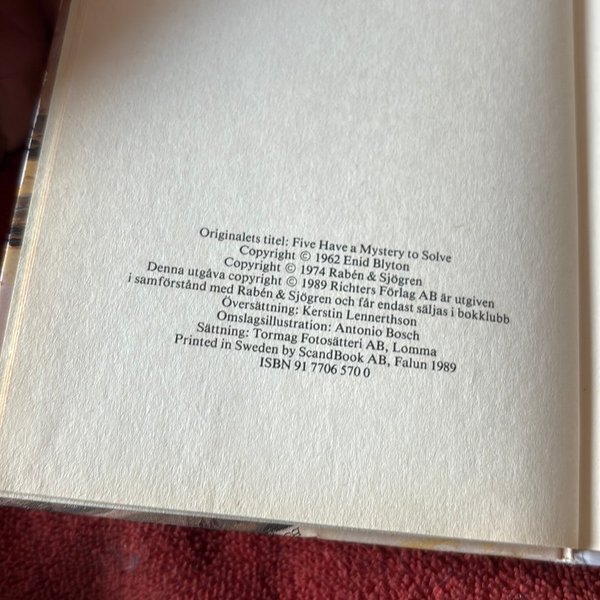 Originalets titel: Five Have a Mystery to Solve
Copyright © 1962 Enid Blyton
Copyright © 1974 Rabén & Sjögren
Denna utgåva copyright © 1989 Richters Förlag AB är utgiven
i samförstånd med Rabén & Sjögren och får endast säljas i bokklubb
Översättning: Kerstin Lennerthson
Omslagsillustration: Antonio Bosch
Sättning: Tormag Fotosätteri AB, Lomma
Printed in Sweden by ScandBook AB, Falun 1989
ISBN 91 7706 570 0